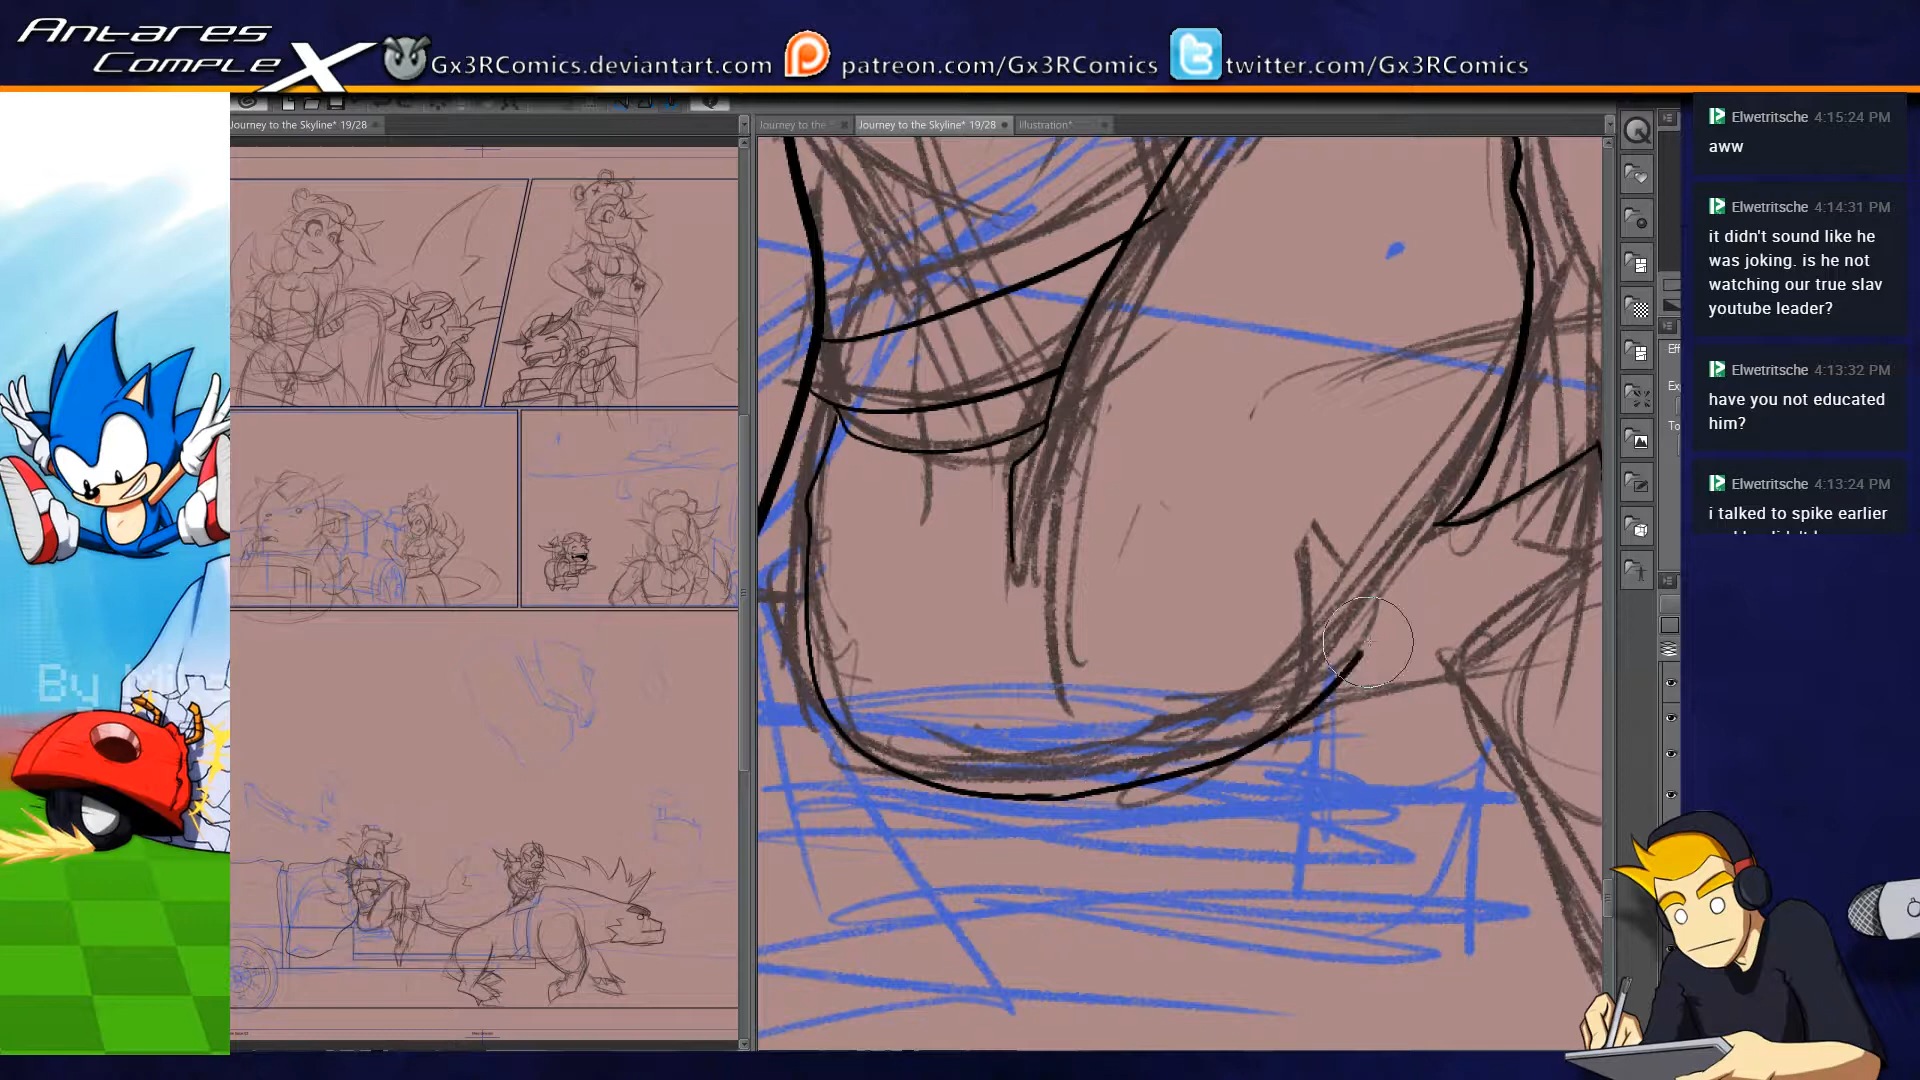 Antares
Complex
Gx3RComics.deviantart.com
patreon.com/Gx3RComics
twitter.com/Gx3RComics
Journey to the Skyline* 19/28
Journey to the
Journey to the Skyline* 19/28
Illustration*
Elwetritsche 4:15:24 PM
aww
Elwetritsche 4:14:31 PM
it didn't sound like he
was joking. is he not
watching our true slav
youtube leader?
Elwetritsche 4:13:32 PM
have you not educated
him?
Elwetritsche 4:13:24 PM
i talked to spike earlier
By